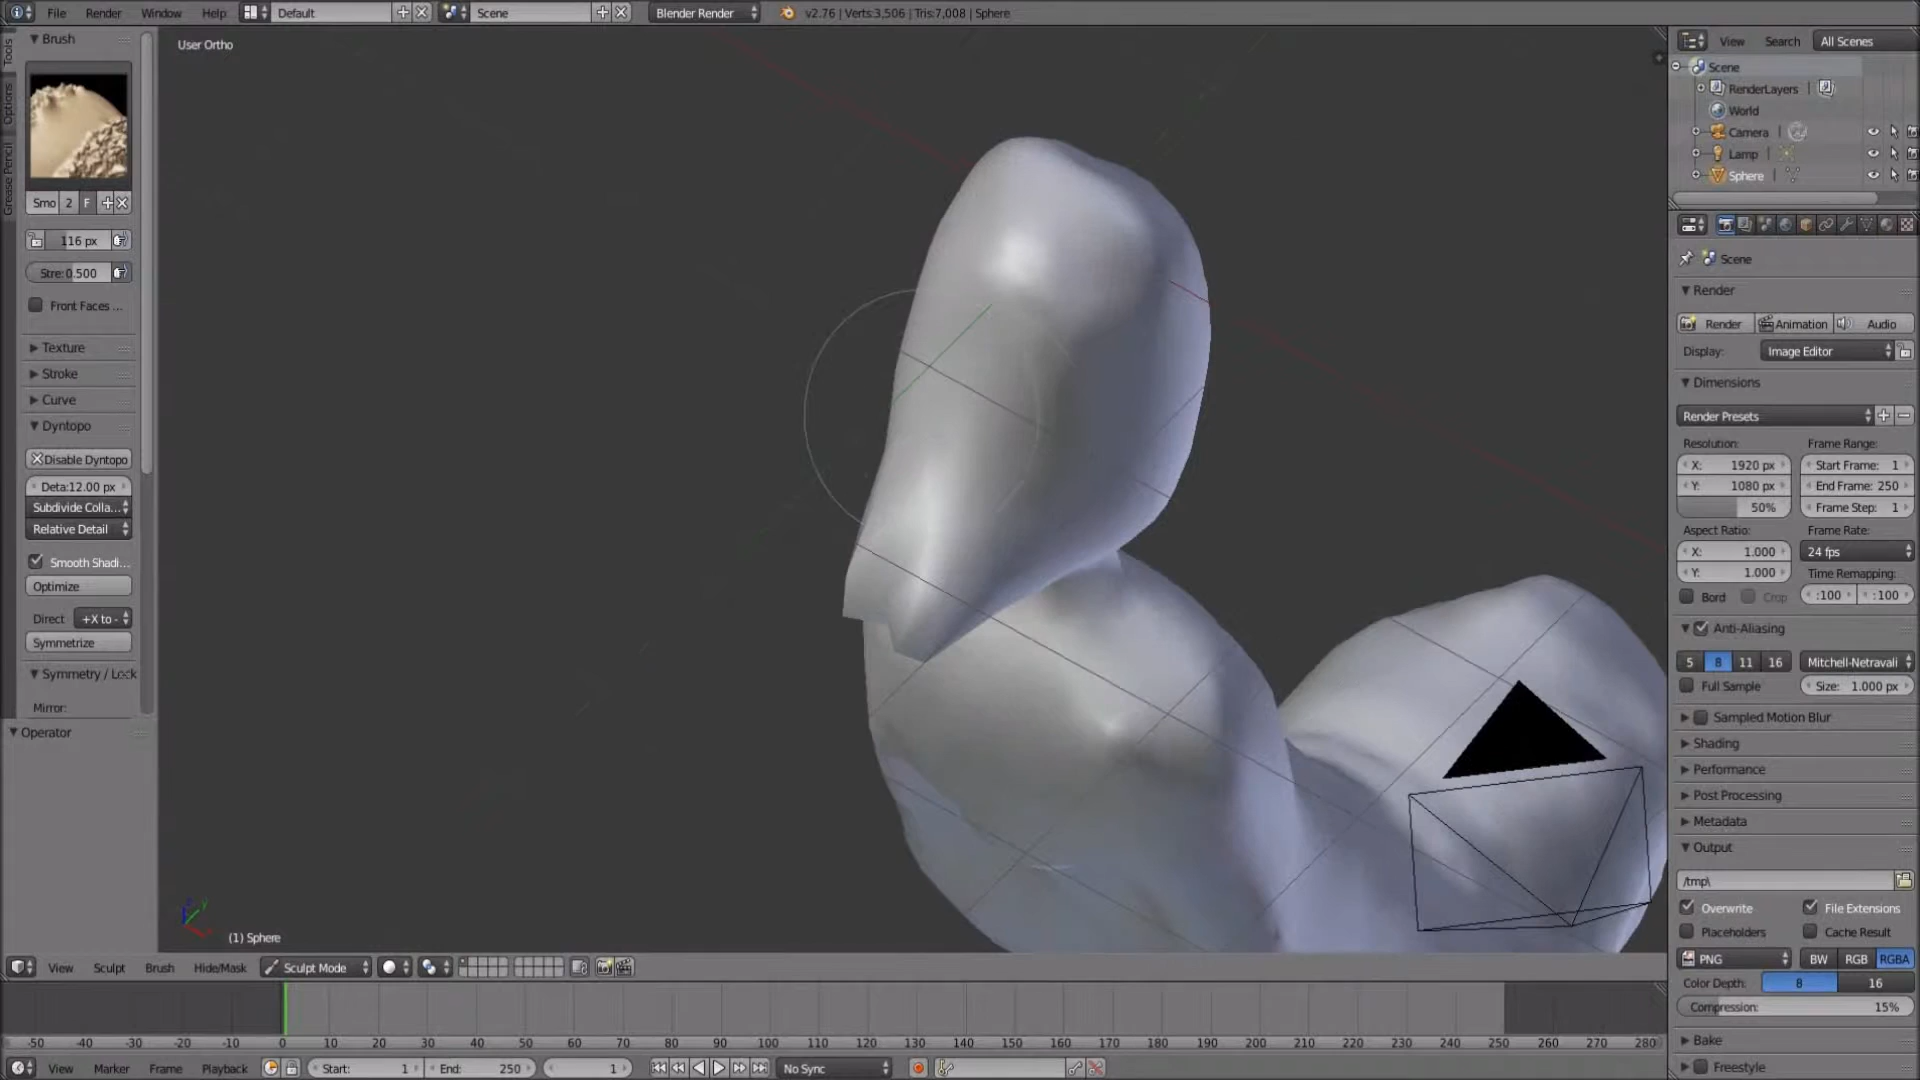 File Render Window Help Default Scene Blender Render v2.76 | Verts:3,506 | Tris:7,008 | Sphere
Tools
Options
Grease Pencil
Brush
Smo 2 F
116 px
Stre: 0.500
Front Faces ...
Texture
Stroke
Curve
Dyntopo
Disable Dyntopo
Deta:12.00 px
Subdivide Colla...
Relative Detail
Smooth Shadi...
Optimize
Direct +X to -
Symmetrize
Symmetry / Lock
Mirror:
Operator
User Ortho
(1) Sphere
View Sculpt Brush Hide/Mask Sculpt Mode
-50 -40 -30 -20 -10 0 10 20 30 40 50 60 70 80 90 100 110 120 130 140 150 160 170 180 190 200 210 220 230 240 250 260 270 280
View Marker Frame Playback Start: 1 End: 250 1 No Sync
View Search All Scenes
Scene
RenderLayers
World
Camera
Lamp
Sphere
Scene
Render
Render Animation Audio
Display: Image Editor
Dimensions
Render Presets
Resolution: Frame Range:
X: 1920 px Start Frame: 1
Y: 1080 px End Frame: 250
50% Frame Step: 1
Aspect Ratio: Frame Rate:
X: 1.000 24 fps
Y: 1.000 Time Remapping:
Bord Crop :100 :100
Anti-Aliasing
5 8 11 16 Mitchell-Netravali
Full Sample Size: 1.000 px
Sampled Motion Blur
Shading
Performance
Post Processing
Metadata
Output
/tmp\
Overwrite File Extensions
Placeholders Cache Result
PNG BW RGB RGBA
Color Depth: 8 16
Compression: 15%
Bake
Freestyle